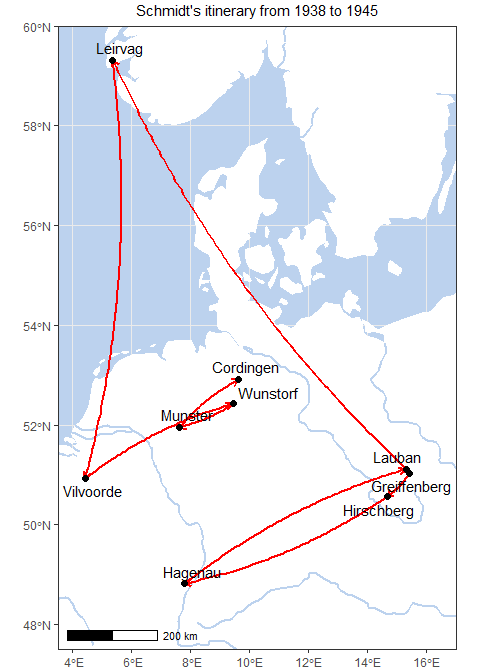 Schmidt's itinerary from 1938 to 1945
60°N
Leirvag
58°N
56°N
54°N
Cordingen
Wunstorf
52°N
Munster
Lauban
Vilvoorde
Greiffenberg
Hirschberg
50°N
Hagenau
48°N
200 km
4°E 6°E 8°E 10°E 12°E 14°E 16°E